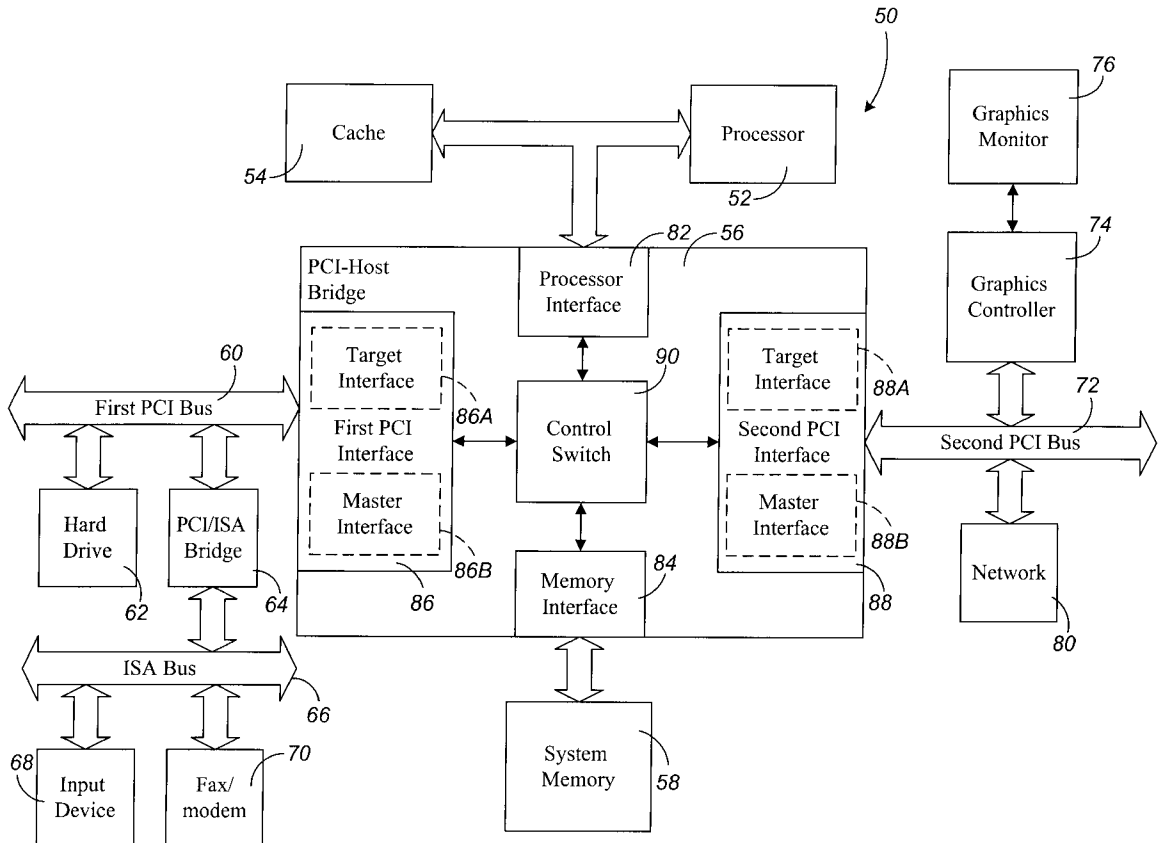 50
76
Graphics
Monitor
Cache
54
Processor
52
74
Graphics
Controller
82
56
PCI-Host
Bridge
Processor
Interface
60
First PCI Bus
Target
Interface
86A
First PCI
Interface
Master
Interface
86B
86
90
Control
Switch
Target
Interface
88A
Second PCI
Interface
Master
Interface
88B
88
72
Second PCI Bus
Hard
Drive
62
PCI/ISA
Bridge
64
Memory
Interface
84
Network
80
ISA Bus
66
68
Input
Device
70
Fax/
modem
System
Memory
58